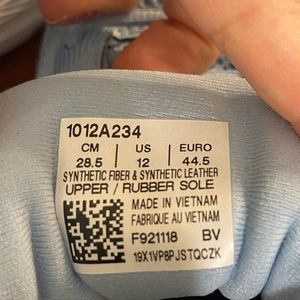 1012A234
CM US EURO
28.5 12 44.5
SYNTHETIC FIBER & SYNTHETIC LEATHER
UPPER / RUBBER SOLE
MADE IN VIETNAM
FABRIQUE AU VIETNAM
F921118 BV
19X1VP8PJSTQCZK